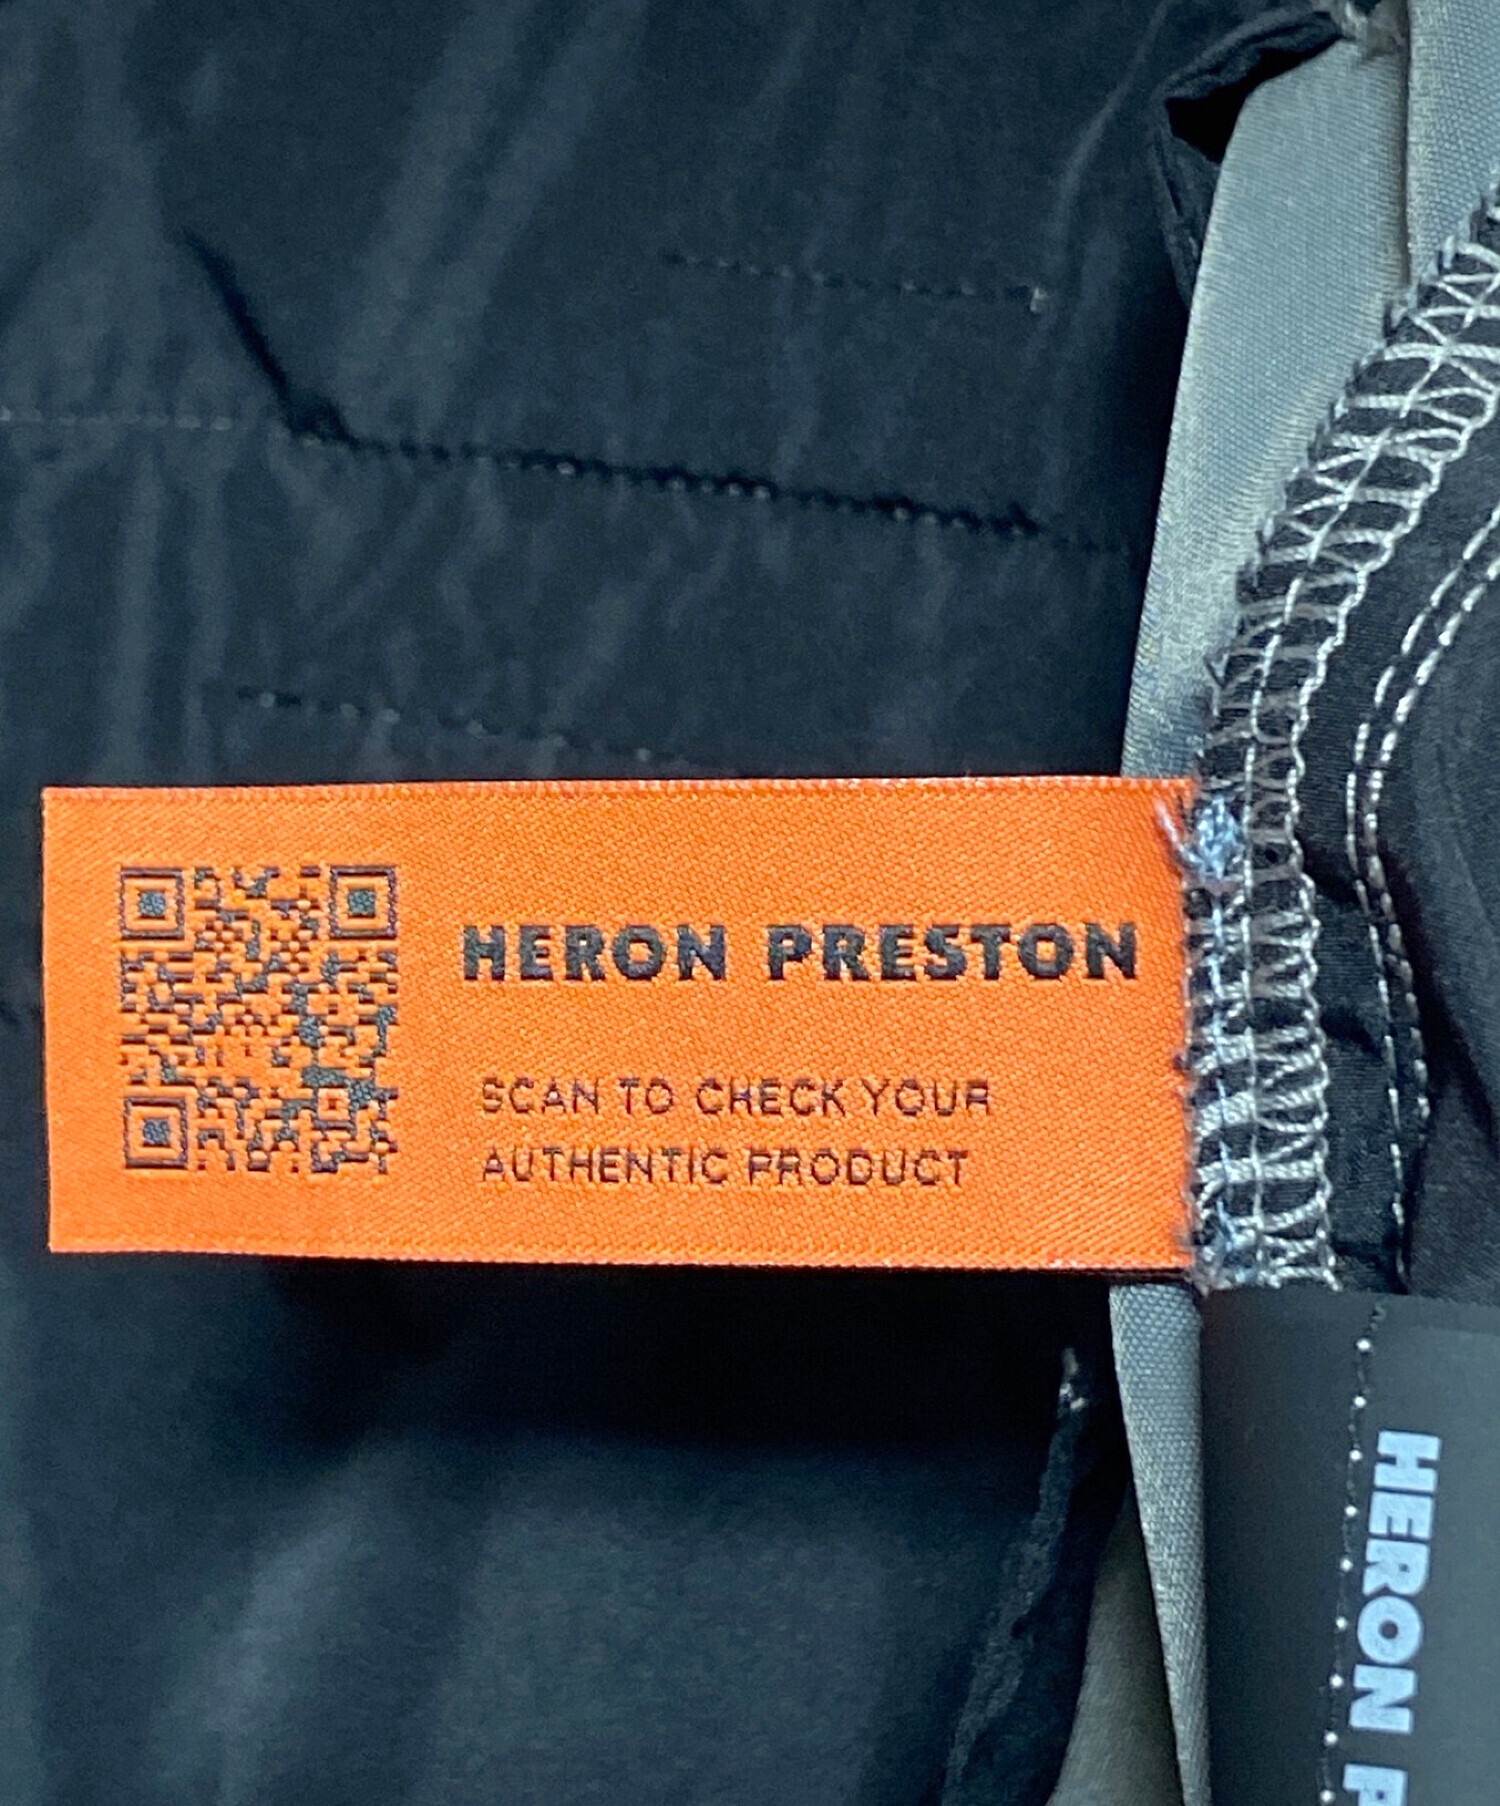 HERON PRESTON
SCAN TO CHECK YOUR
AUTHENTIC PRODUCT
HERON P